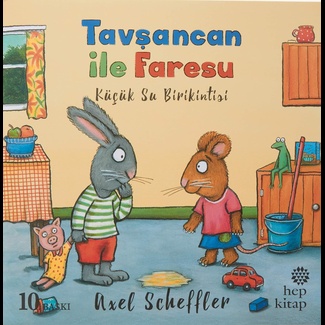 Tavşancan
ile Faresu
Küçük Su Birikintisi
10. BASKI
Axel Scheffler
hep
kitap